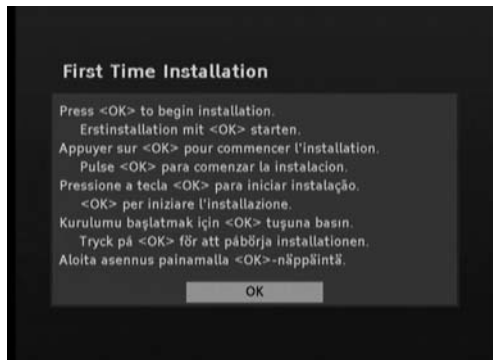 First Time Installation
Press <OK> to begin installation.
Erstinstallation mit <OK> starten.
Appuyer sur <OK> pour commencer l'installation.
Pulse <OK> para comenzar la instalacion.
Pressione a tecla <OK> para iniciar instalação.
<OK> per iniziare l'installazione.
Kurulumu başlatmak için <OK> tuşuna basın.
Tryck på <OK> för att påbörja installationen.
Aloita asennus painamalla <OK>-näppäintä.
OK